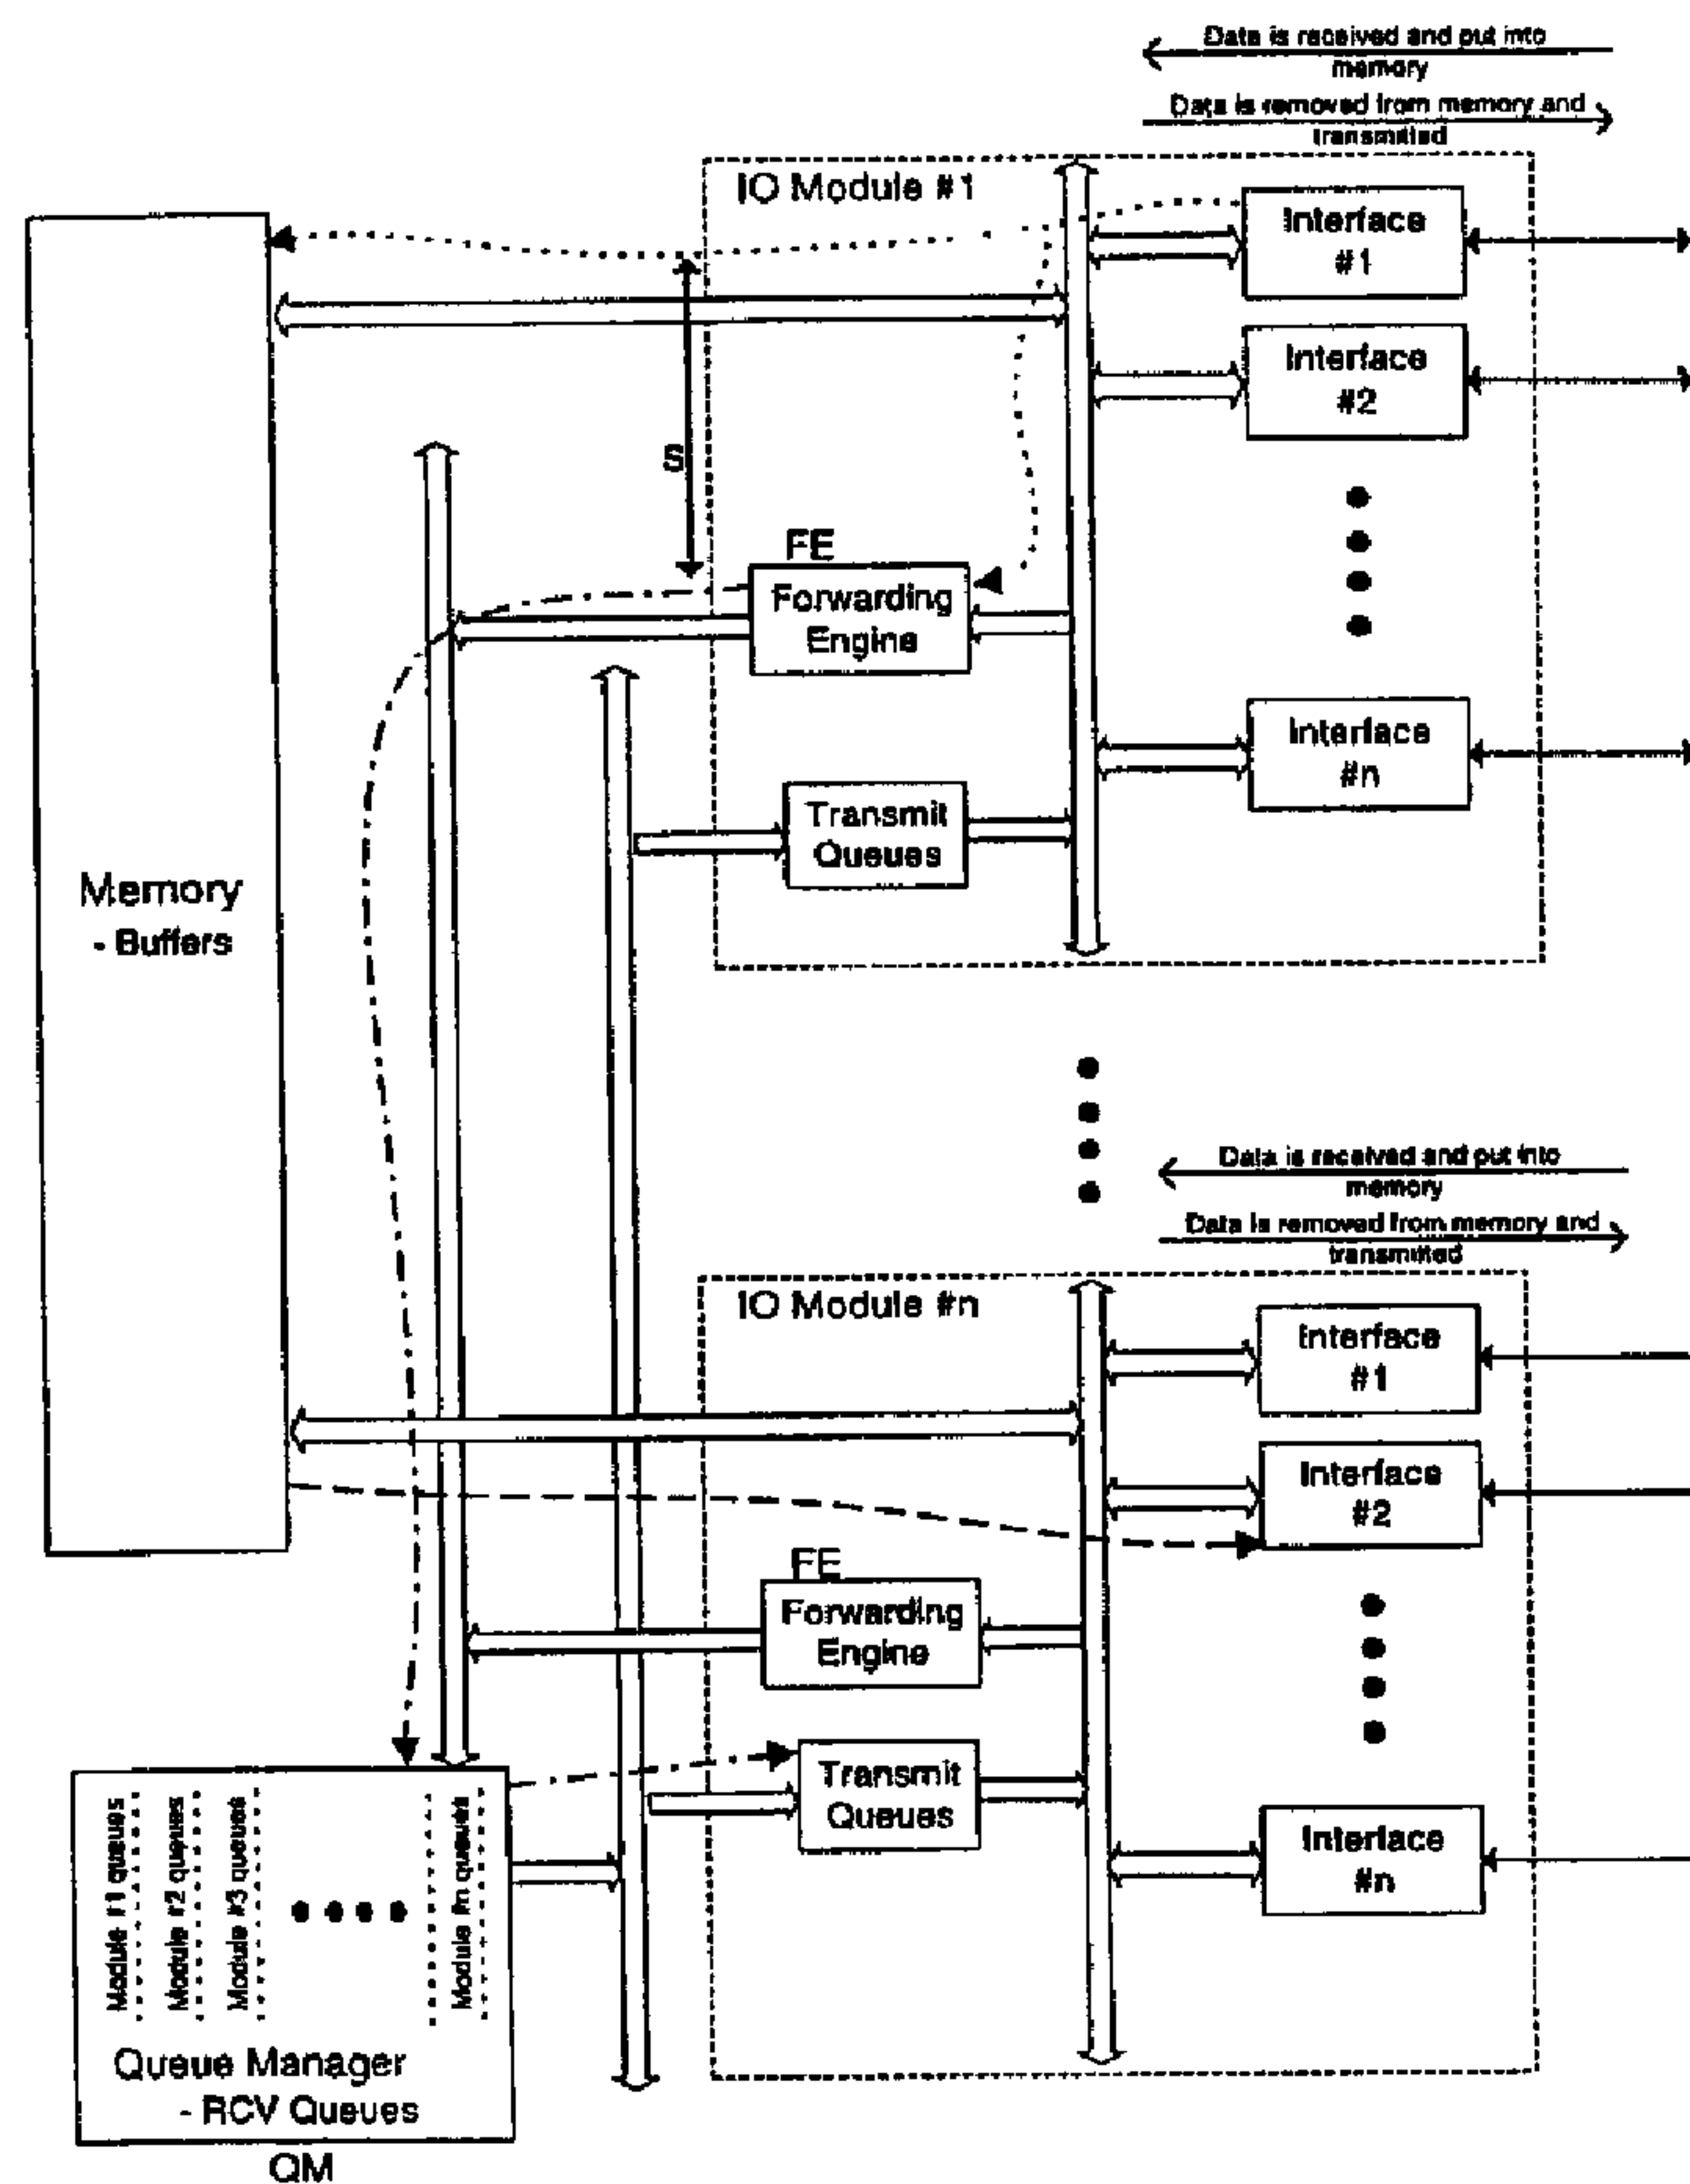 Data is received and put into
memory
Data is removed from memory and
transmitted
IO Module #1
Interface
#1
Interface
#2
S
FE
Forwarding
Engine
Interface
#n
Transmit
Queues
Memory
- Buffers
Data is received and put into
memory
Data is removed from memory and
transmitted
IO Module #n
Interface
#1
Interface
#2
FE
Forwarding
Engine
Transmit
Queues
Interface
#n
Module #1 queues
Module #2 queues
Module #3 queues
Module #n queues
Queue Manager
- RCV Queues
QM